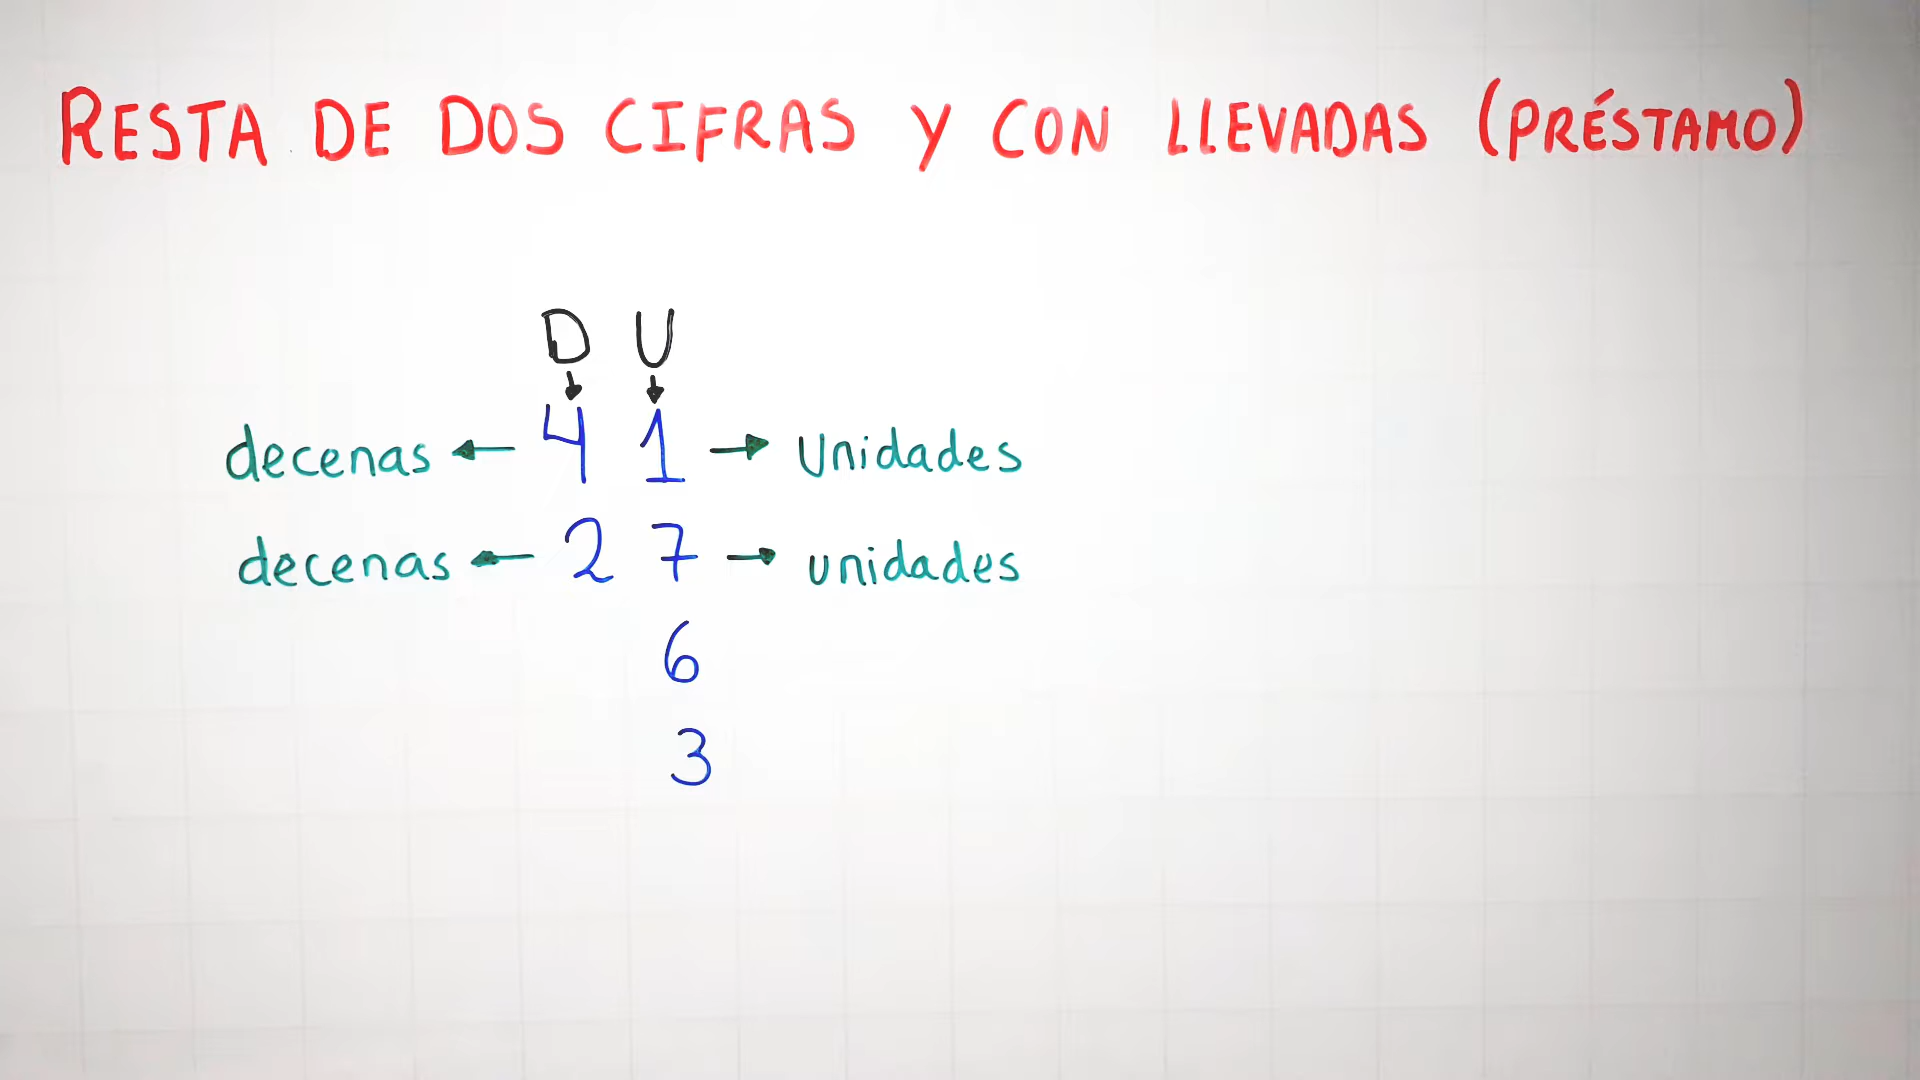 RESTA DE DOS CIFRAS Y CON LLEVADAS (PRÉSTAMO)
D U
decenas ← 4 1 → Unidades
decenas ← 2 7 → unidades
6
3